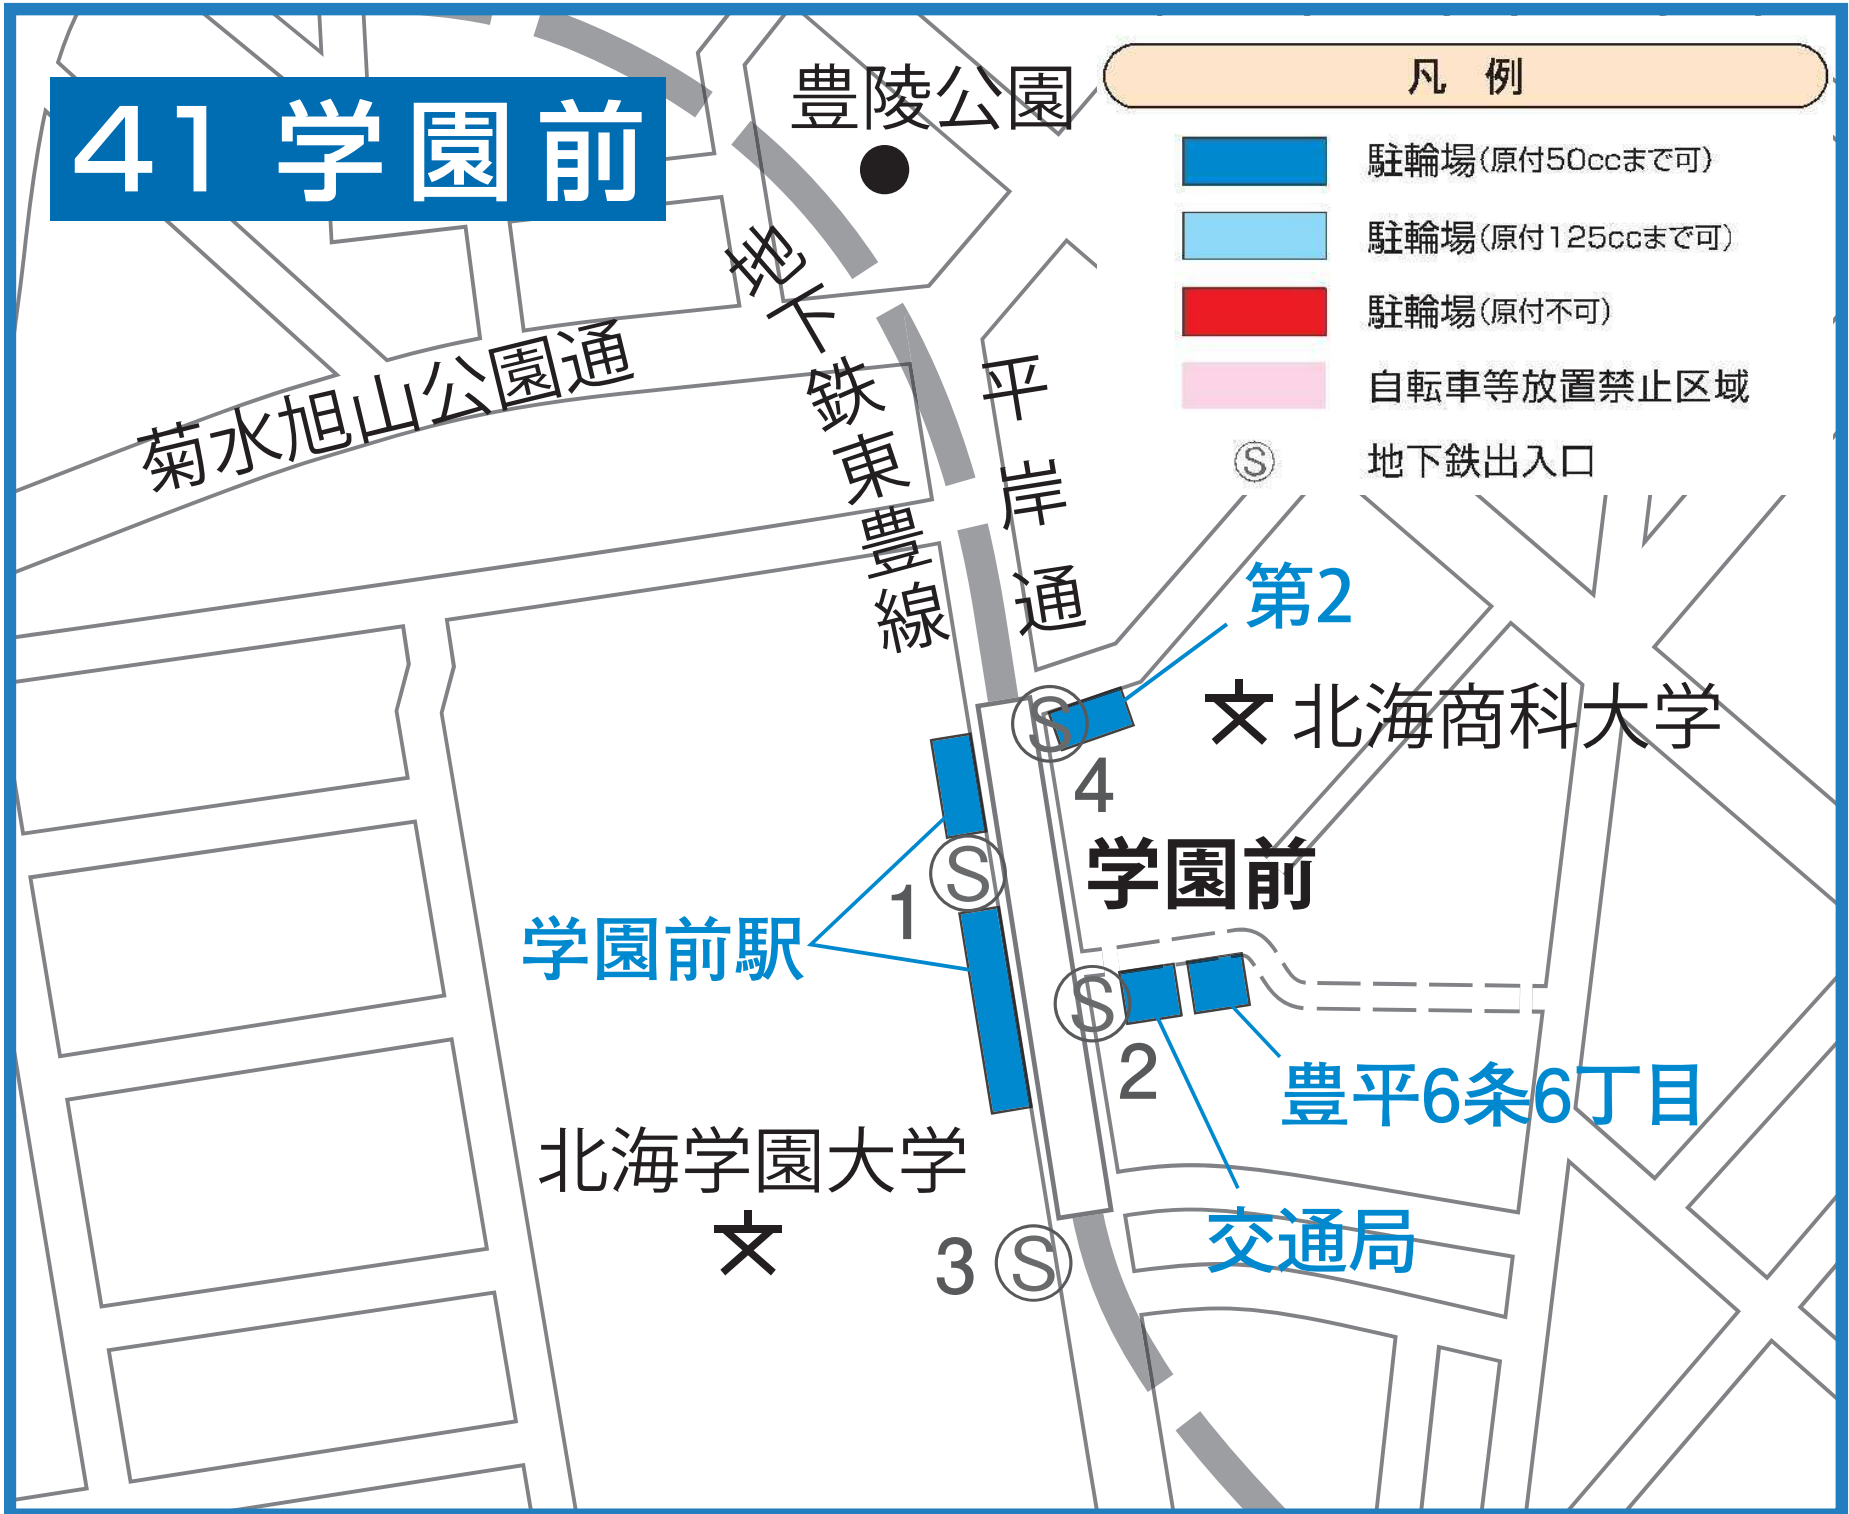 41 学園前
豊陵公園
凡 例
駐輪場(原付50ccまで可)
駐輪場(原付125ccまで可)
駐輪場(原付不可)
自転車等放置禁止区域
Ⓢ 地下鉄出入口
菊水旭山公園通
地下鉄東豊線
平岸通
第2
北海商科大学
Ⓢ
4
学園前
Ⓢ
1
学園前駅
Ⓢ
2
豊平6条6丁目
北海学園大学
交通局
3 Ⓢ